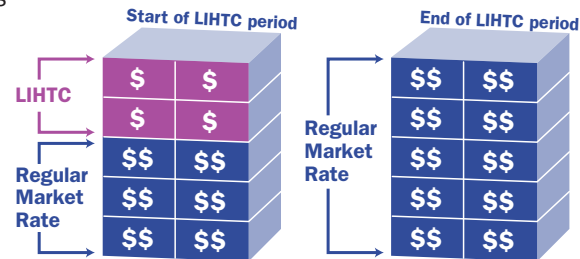 Start of LIHTC period
$ $
$ $
$$ $$
$$ $$
$$ $$
LIHTC
Regular
Market
Rate
End of LIHTC period
$$ $$
$$ $$
$$ $$
$$ $$
$$ $$
Regular
Market
Rate